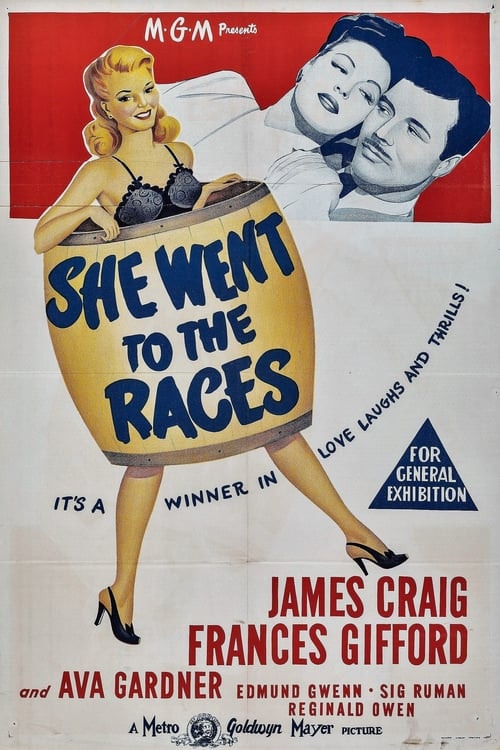 M·G·M Presents
SHE WENT
TO THE
RACES
IT'S A WINNER IN LOVE LAUGHS AND THRILLS!
FOR
GENERAL
EXHIBITION
JAMES CRAIG
FRANCES GIFFORD
and AVA GARDNER EDMUND GWENN · SIG RUMAN
REGINALD OWEN
A Metro Goldwyn Mayer PICTURE